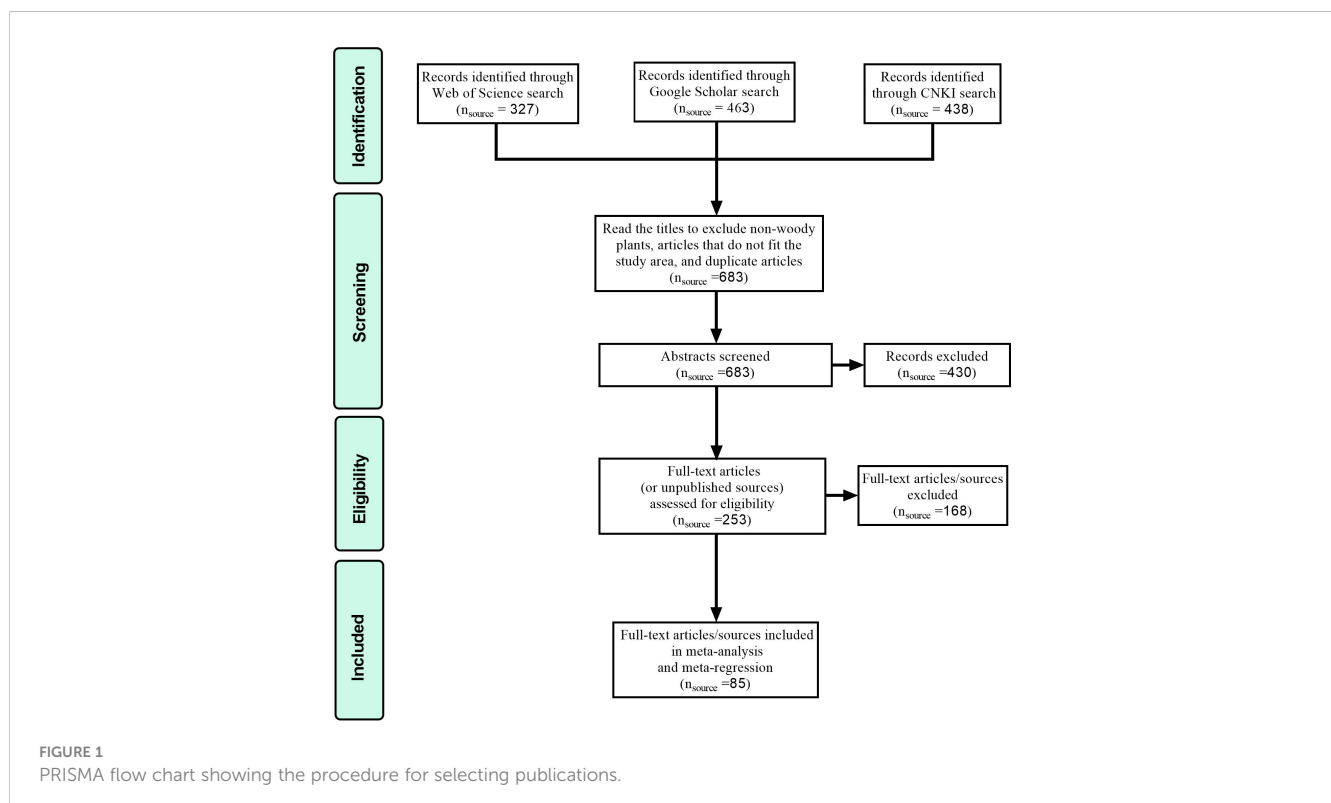 Identification
Records identified through
Web of Science search
(nsource = 327)
Records identified through
Google Scholar search
(nsource = 463)
Records identified
through CNKI search
(nsource = 438)
Screening
Read the titles to exclude non-woody
plants, articles that do not fit the
study area, and duplicate articles
(nsource =683)
Abstracts screened
(nsource =683)
Records excluded
(nsource =430)
Eligibility
Full-text articles
(or unpublished sources)
assessed for eligibility
(nsource =253)
Full-text articles/sources
excluded
(nsource =168)
Included
Full-text articles/sources included
in meta-analysis
and meta-regression
(nsource =85)
FIGURE 1
PRISMA flow chart showing the procedure for selecting publications.